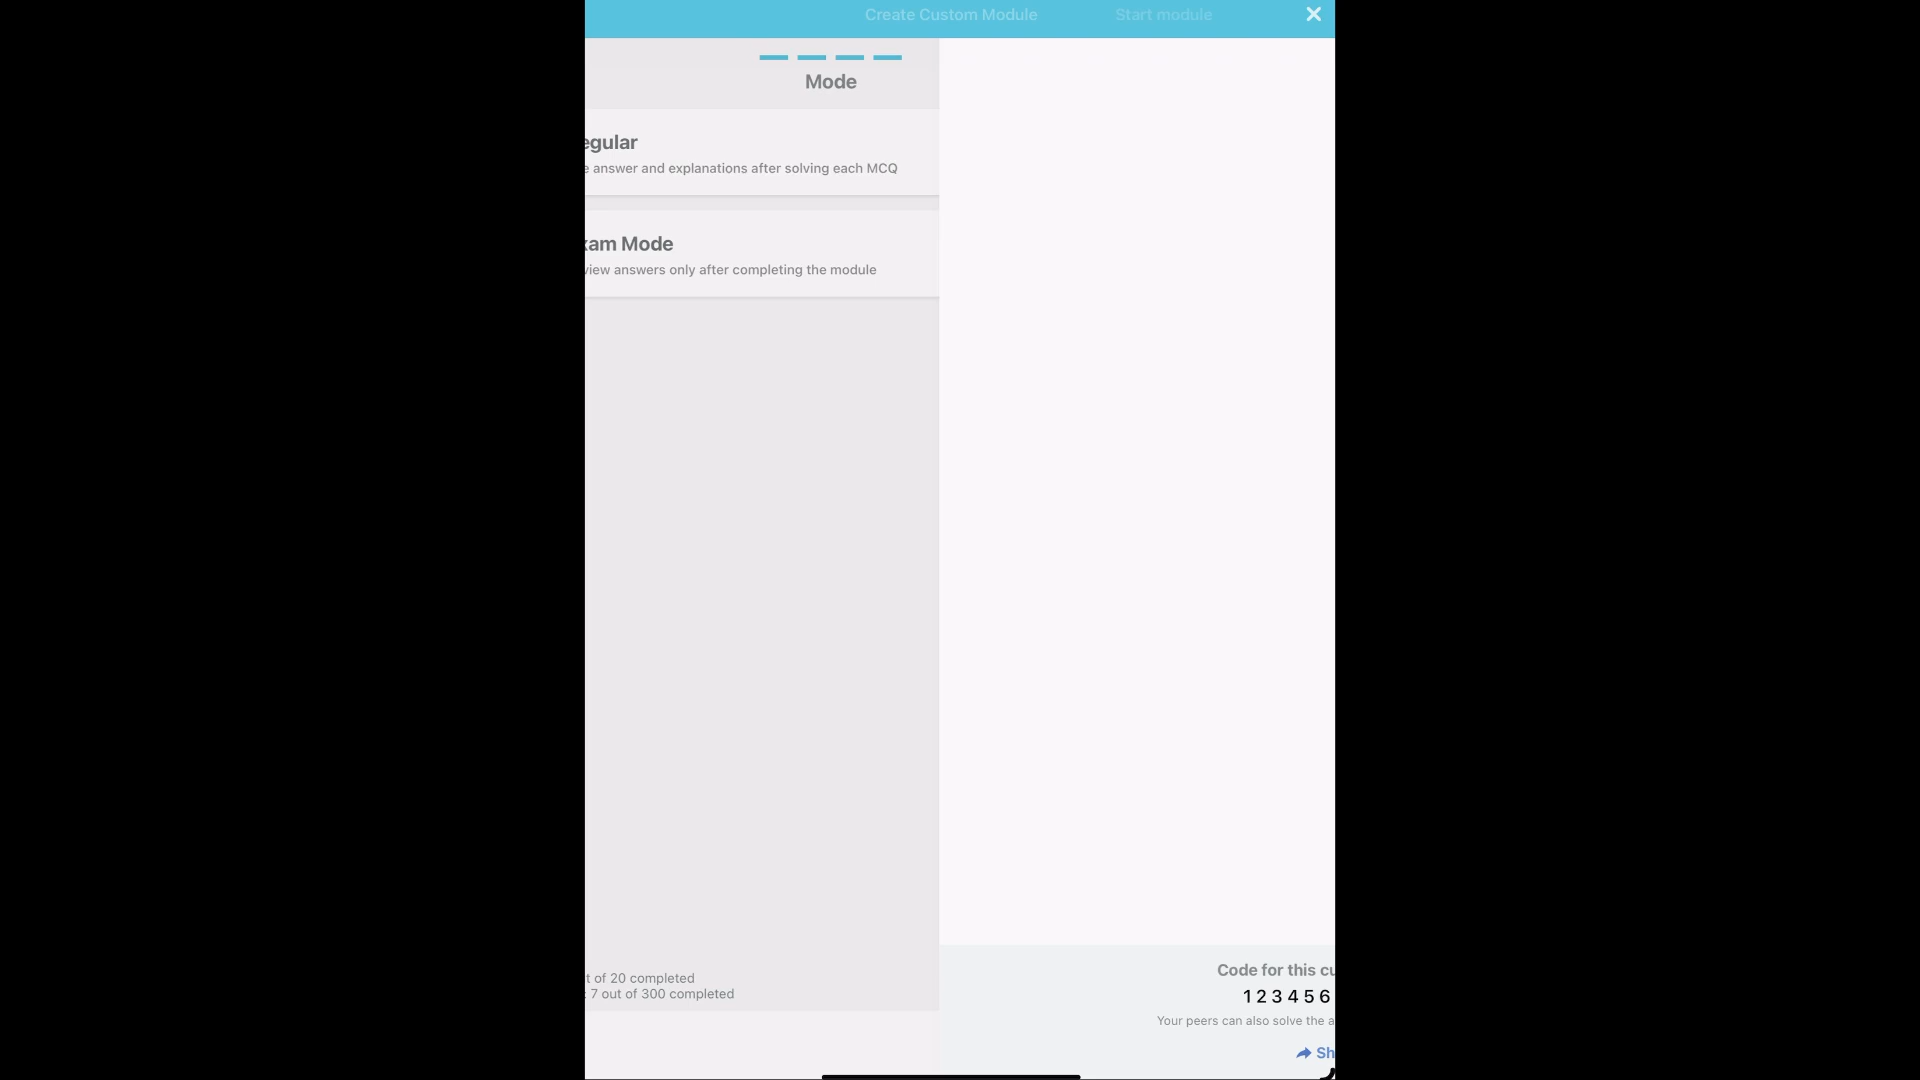 Create Custom Module
Start module
Mode
egular
answer and explanations after solving each MCQ
xam Mode
view answers only after completing the module
t of 20 completed
: 7 out of 300 completed
Code for this cu
1 2 3 4 5 6
Your peers can also solve the a
Sh